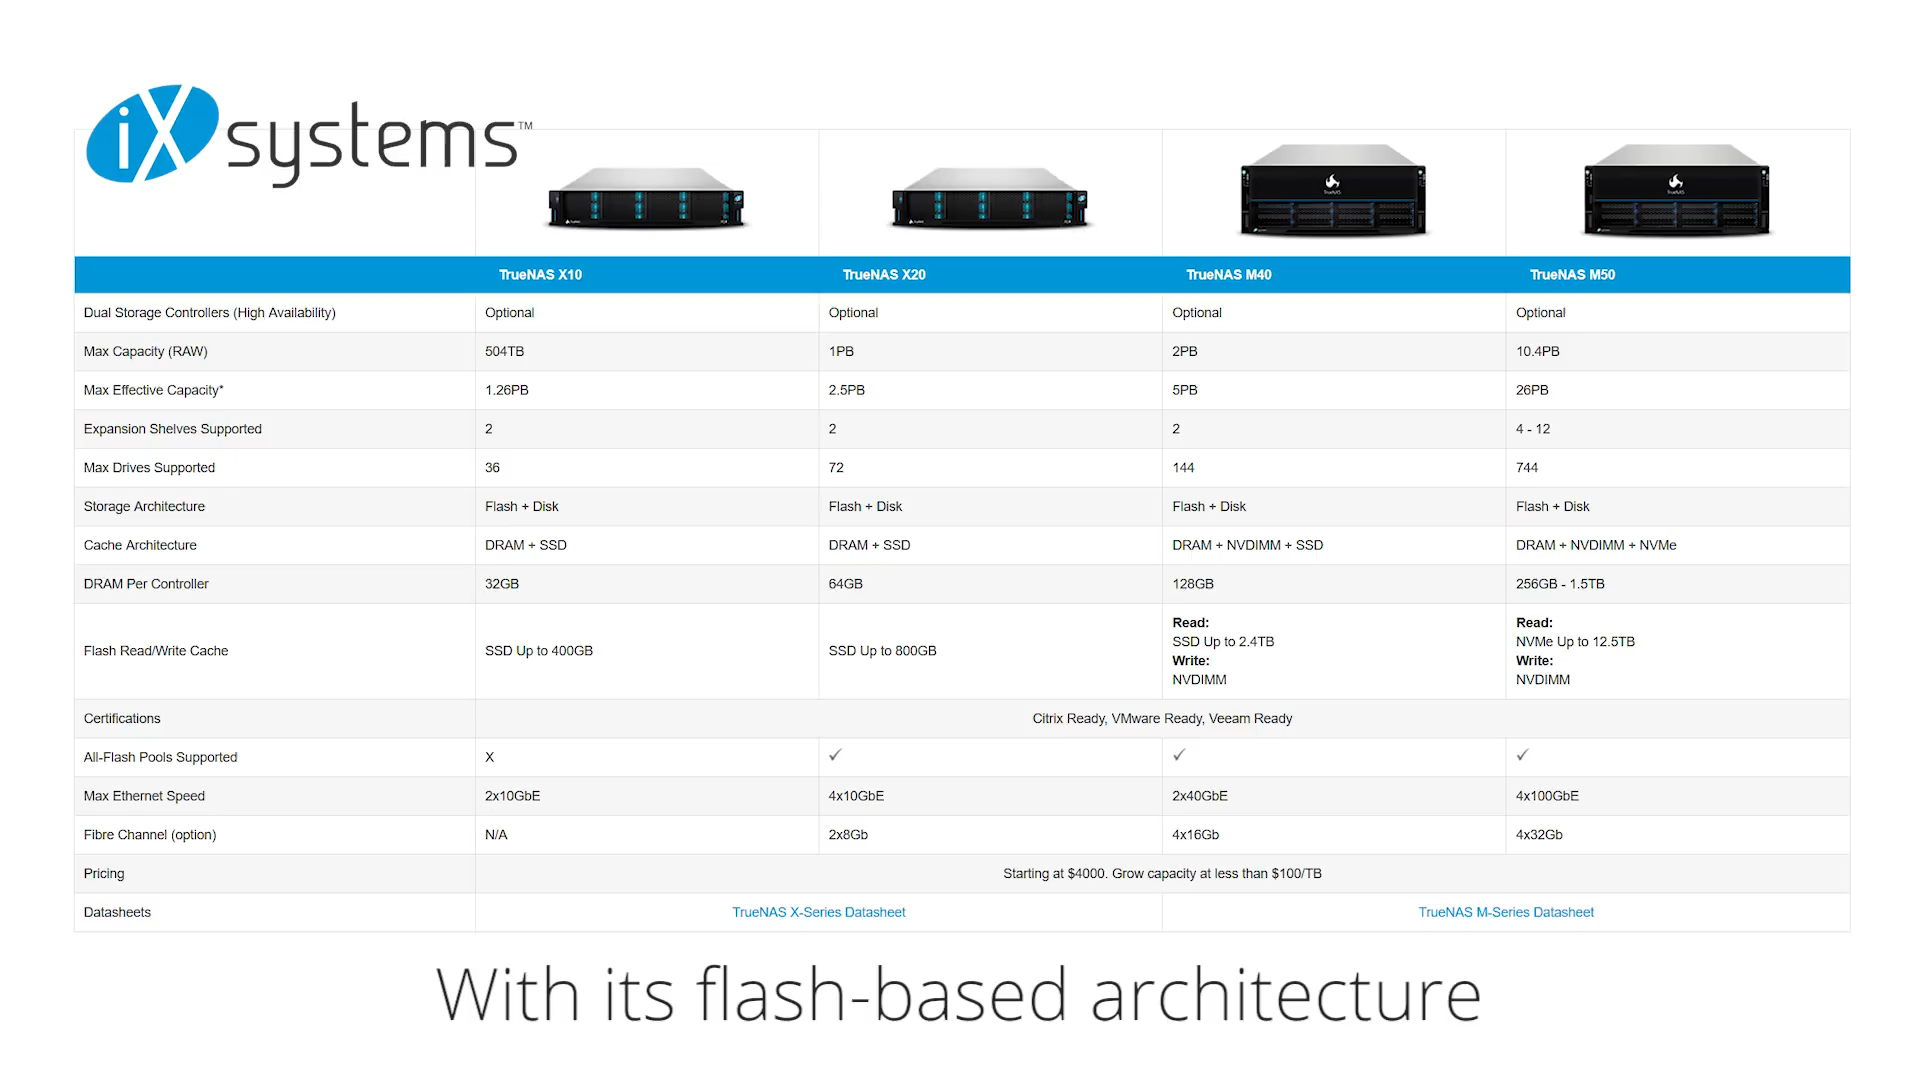 iXsystems™
TrueNAS
TrueNAS
TrueNAS X10 TrueNAS X20 TrueNAS M40 TrueNAS M50
Dual Storage Controllers (High Availability) Optional Optional Optional Optional
Max Capacity (RAW) 504TB 1PB 2PB 10.4PB
Max Effective Capacity* 1.26PB 2.5PB 5PB 26PB
Expansion Shelves Supported 2 2 2 4 - 12
Max Drives Supported 36 72 144 744
Storage Architecture Flash + Disk Flash + Disk Flash + Disk Flash + Disk
Cache Architecture DRAM + SSD DRAM + SSD DRAM + NVDIMM + SSD DRAM + NVDIMM + NVMe
DRAM Per Controller 32GB 64GB 128GB 256GB - 1.5TB
Flash Read/Write Cache SSD Up to 400GB SSD Up to 800GB
Read:
SSD Up to 2.4TB
Write:
NVDIMM
Read:
NVMe Up to 12.5TB
Write:
NVDIMM
Certifications Citrix Ready, VMware Ready, Veeam Ready
All-Flash Pools Supported X ✓ ✓ ✓
Max Ethernet Speed 2x10GbE 4x10GbE 2x40GbE 4x100GbE
Fibre Channel (option) N/A 2x8Gb 4x16Gb 4x32Gb
Pricing Starting at $4000. Grow capacity at less than $100/TB
Datasheets TrueNAS X-Series Datasheet TrueNAS M-Series Datasheet
With its flash-based architecture